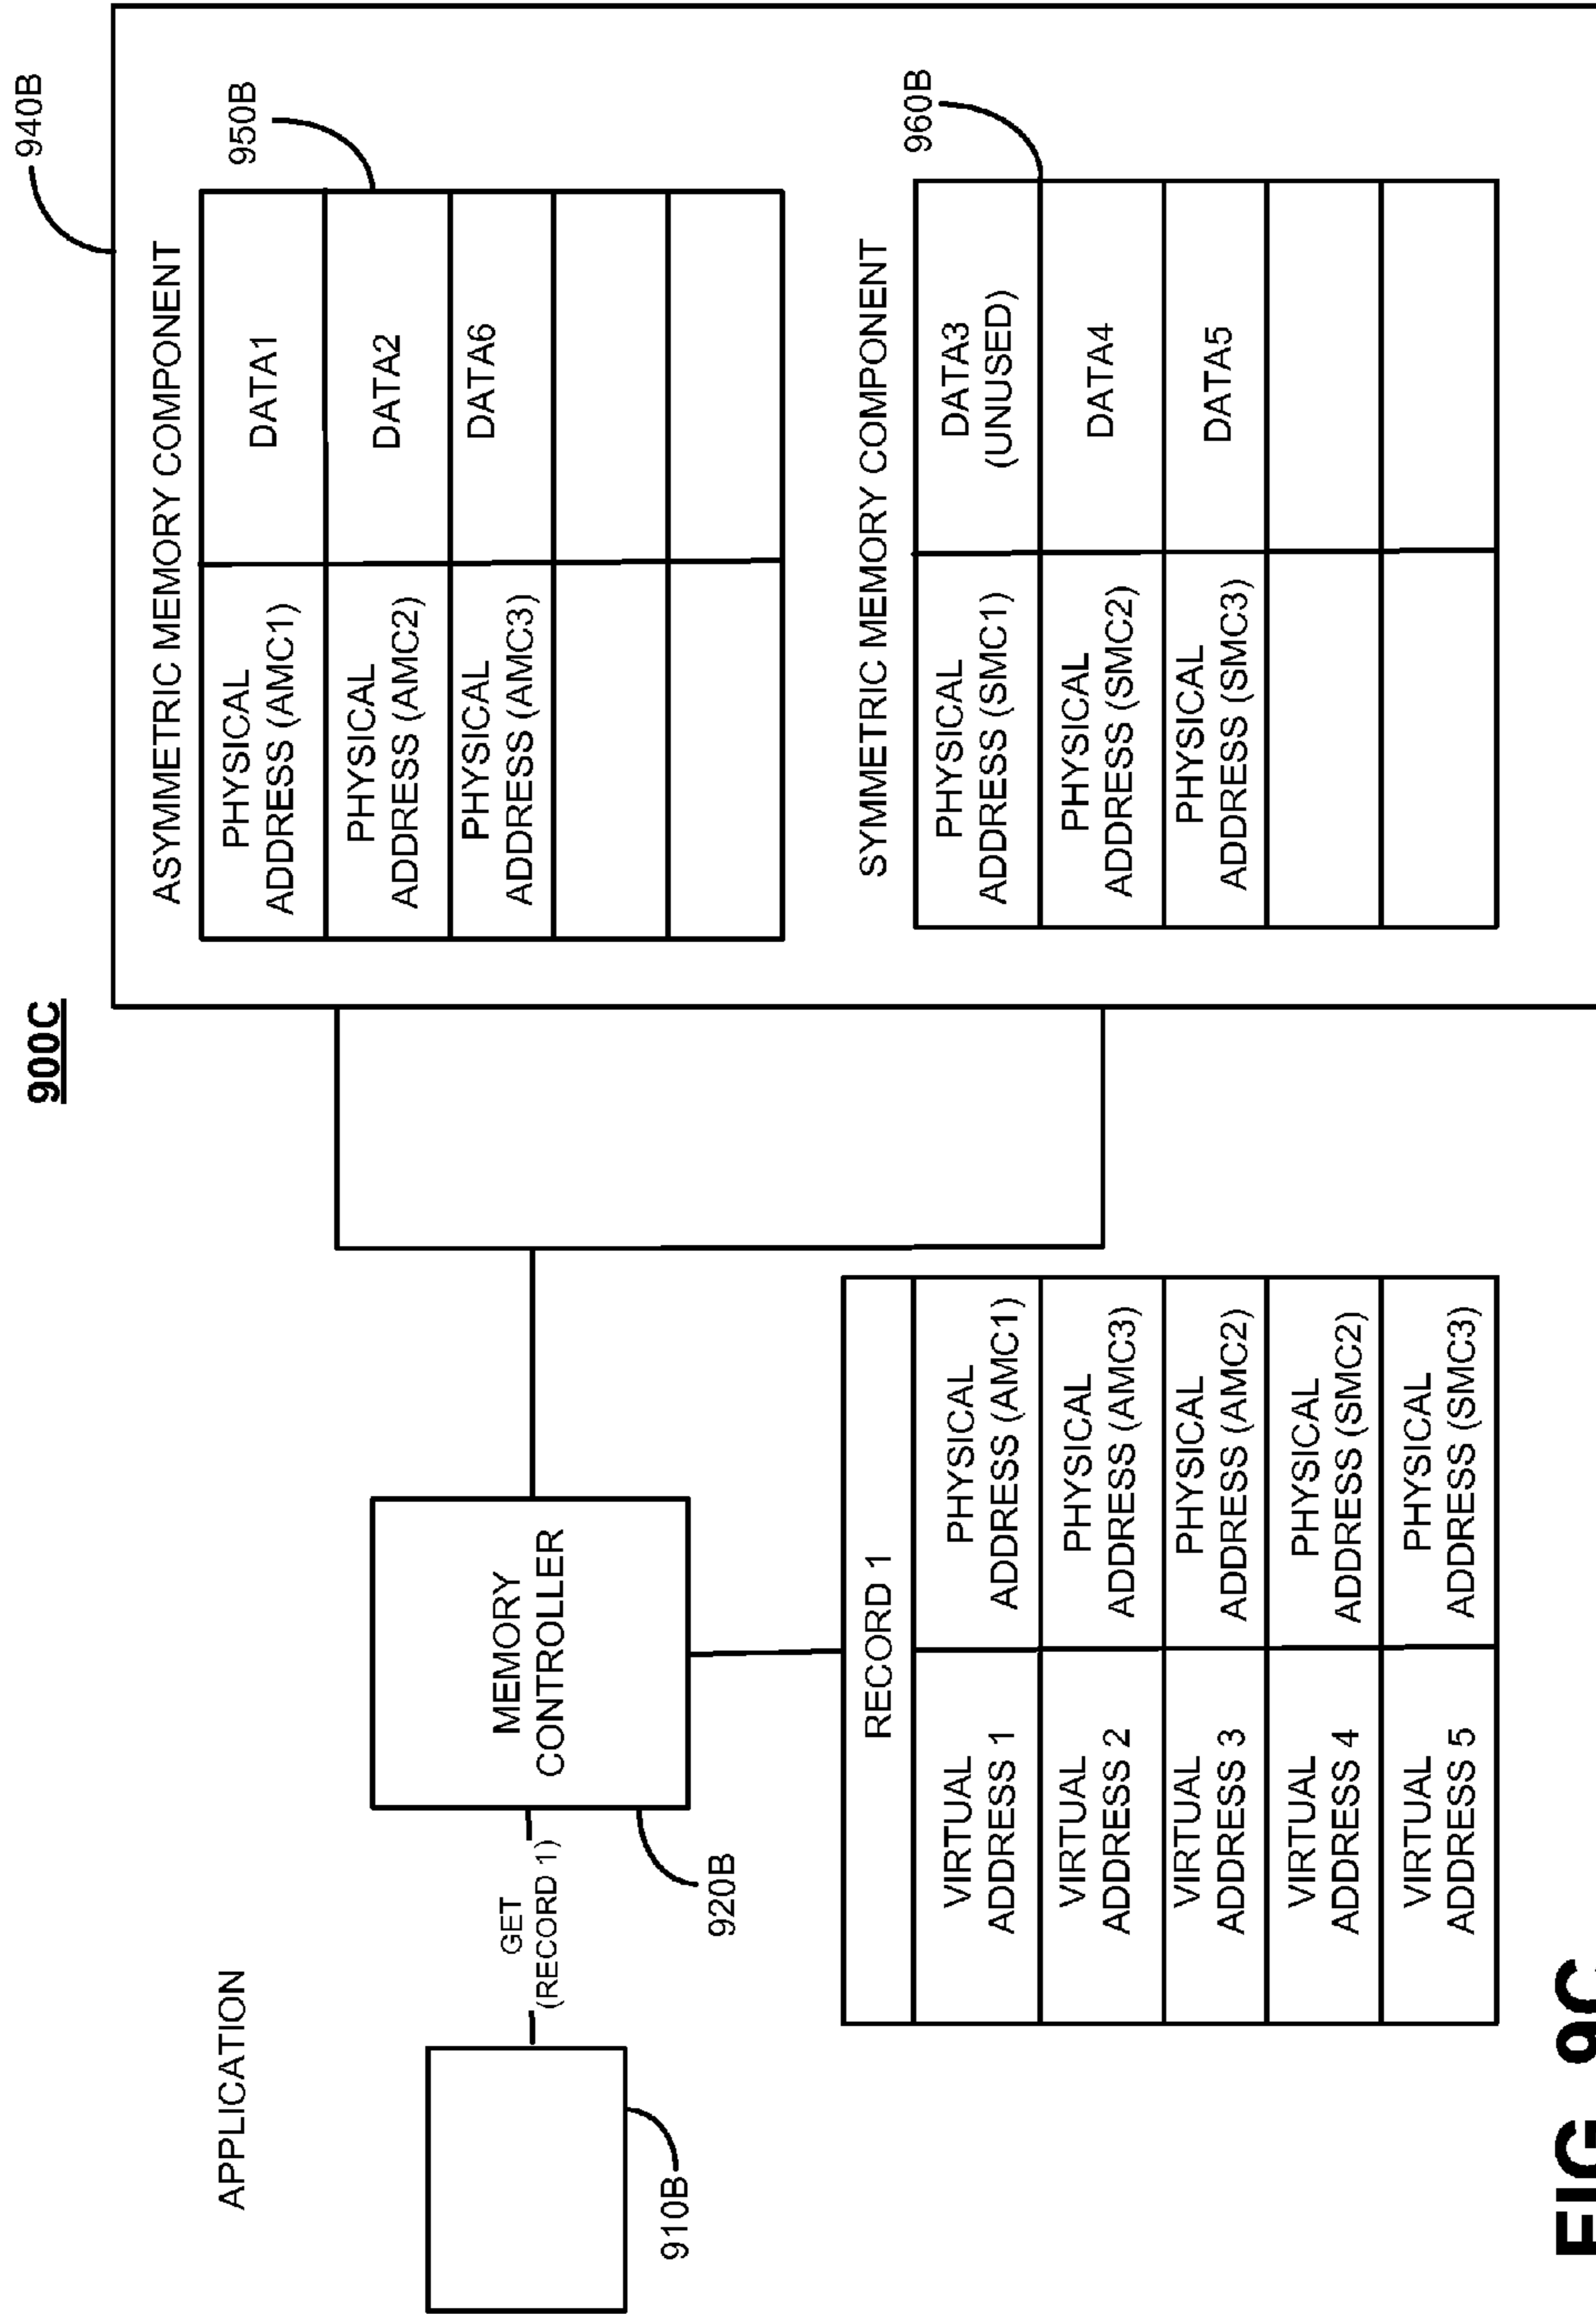 900C
940B
ASYMMETRIC MEMORY COMPONENT
950B
PHYSICAL
ADDRESS (AMC1)
DATA1
PHYSICAL
ADDRESS (AMC2)
DATA2
PHYSICAL
ADDRESS (AMC3)
DATA6
SYMMETRIC MEMORY COMPONENT
960B
PHYSICAL
ADDRESS (SMC1)
DATA3
(UNUSED)
PHYSICAL
ADDRESS (SMC2)
DATA4
PHYSICAL
ADDRESS (SMC3)
DATA5
APPLICATION
910B
GET
(RECORD 1)
MEMORY
CONTROLLER
920B
RECORD 1
VIRTUAL
ADDRESS 1
PHYSICAL
ADDRESS (AMC1)
VIRTUAL
ADDRESS 2
PHYSICAL
ADDRESS (AMC3)
VIRTUAL
ADDRESS 3
PHYSICAL
ADDRESS (AMC2)
VIRTUAL
ADDRESS 4
PHYSICAL
ADDRESS (SMC2)
VIRTUAL
ADDRESS 5
PHYSICAL
ADDRESS (SMC3)
FIG. 9C